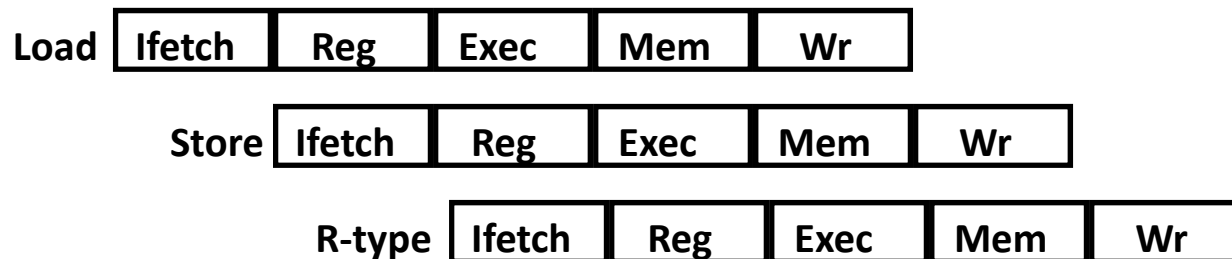 Load Ifetch Reg Exec Mem Wr
Store Ifetch Reg Exec Mem Wr
R-type Ifetch Reg Exec Mem Wr